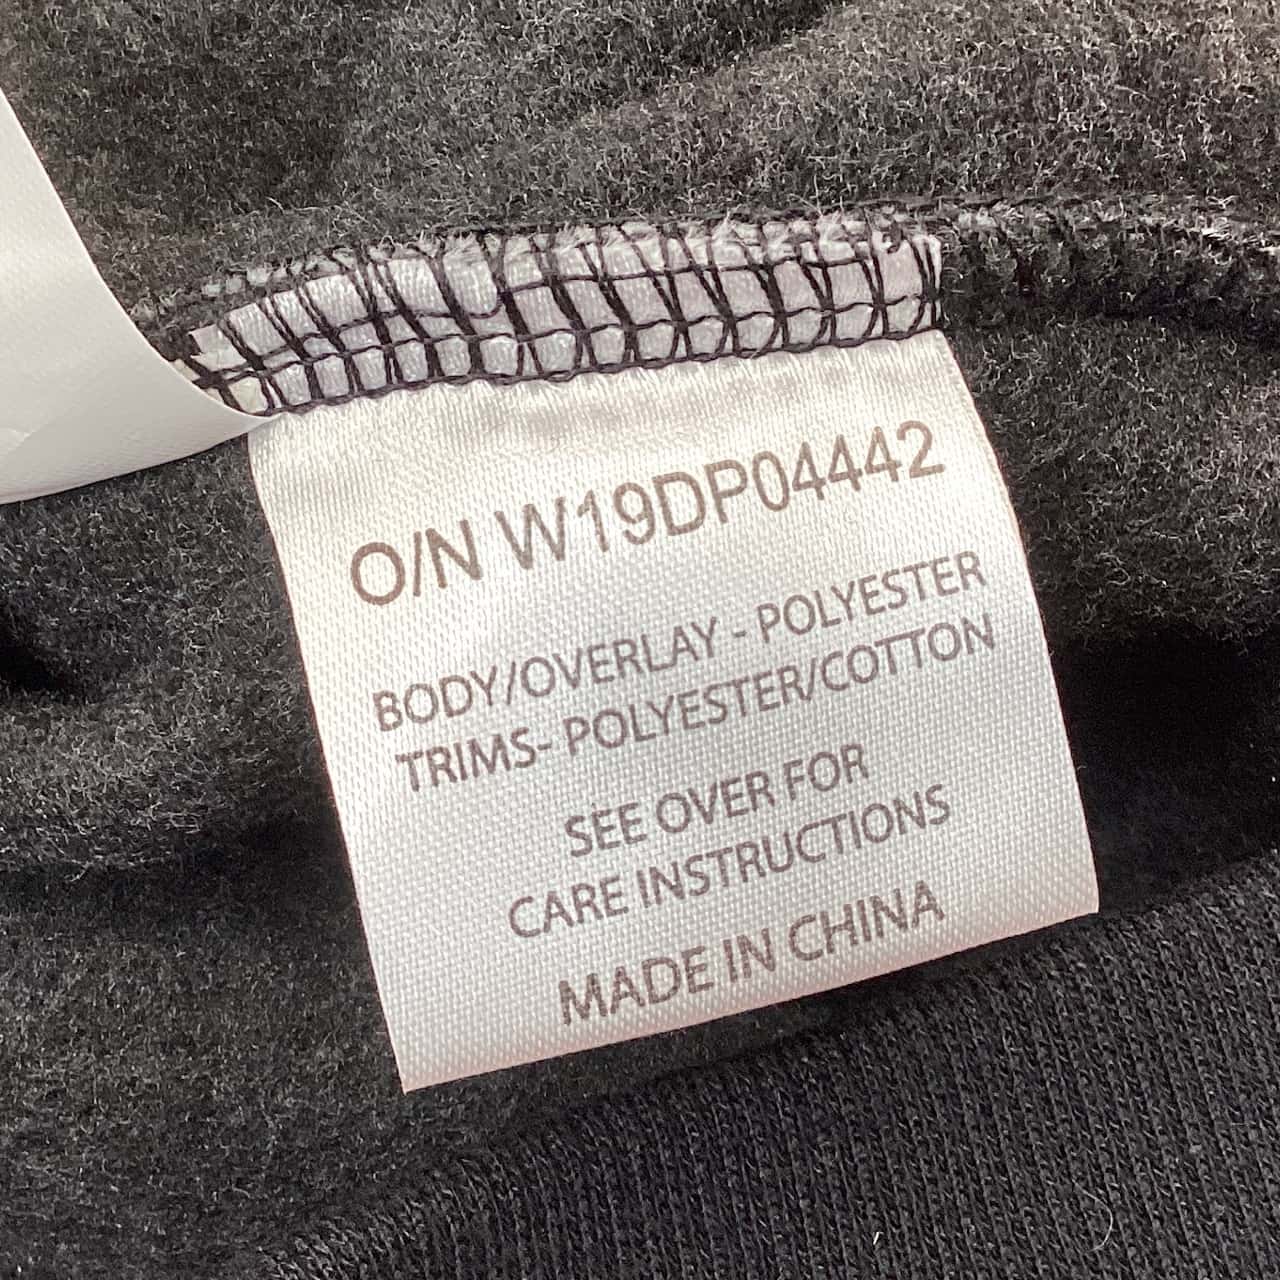 O/N W19DP04442
BODY/OVERLAY - POLYESTER
TRIMS- POLYESTER/COTTON
SEE OVER FOR
CARE INSTRUCTIONS
MADE IN CHINA